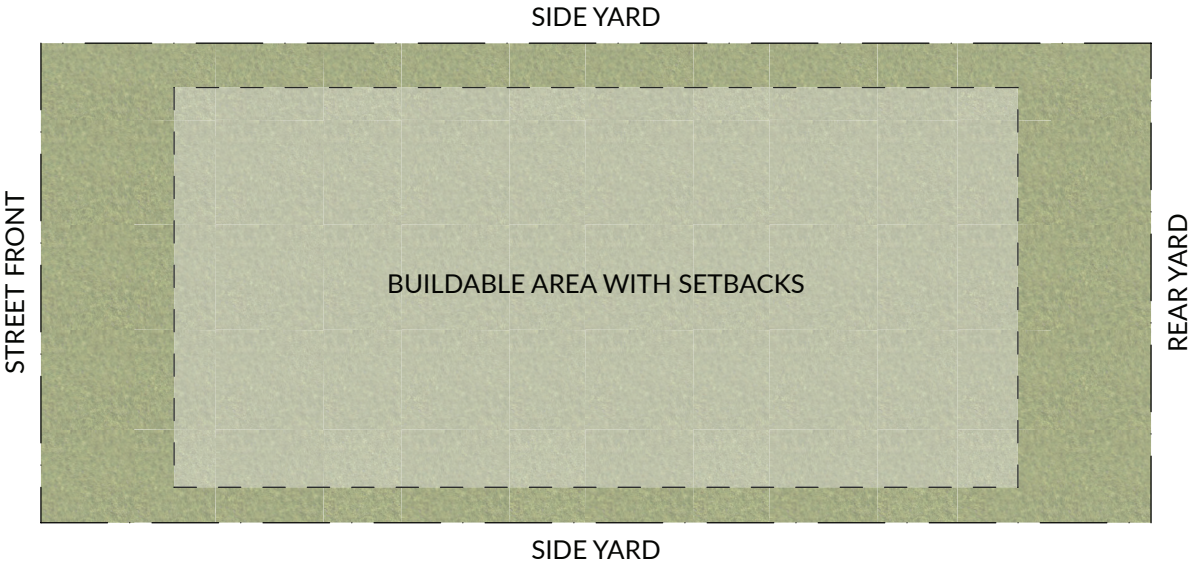 SIDE YARD
STREET FRONT
BUILDABLE AREA WITH SETBACKS
REAR YARD
SIDE YARD